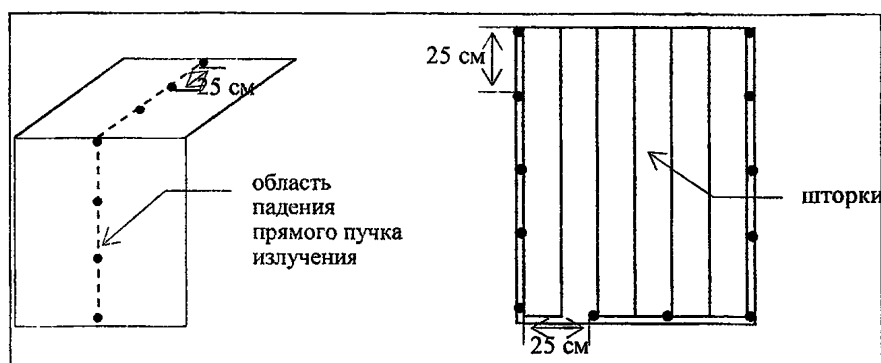 25 см
область
падения
прямого пучка
излучения
25 см
шторки
25 см